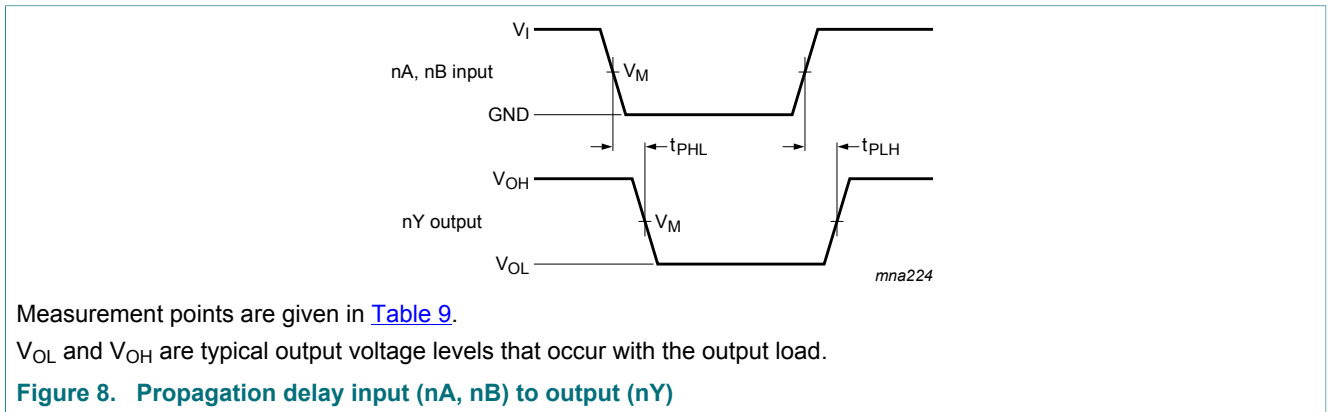 V_I
nA, nB input
V_M
GND
t_PHL
t_PLH
V_OH
nY output
V_M
V_OL
mna224
Measurement points are given in Table 9.
V_OL and V_OH are typical output voltage levels that occur with the output load.
Figure 8. Propagation delay input (nA, nB) to output (nY)